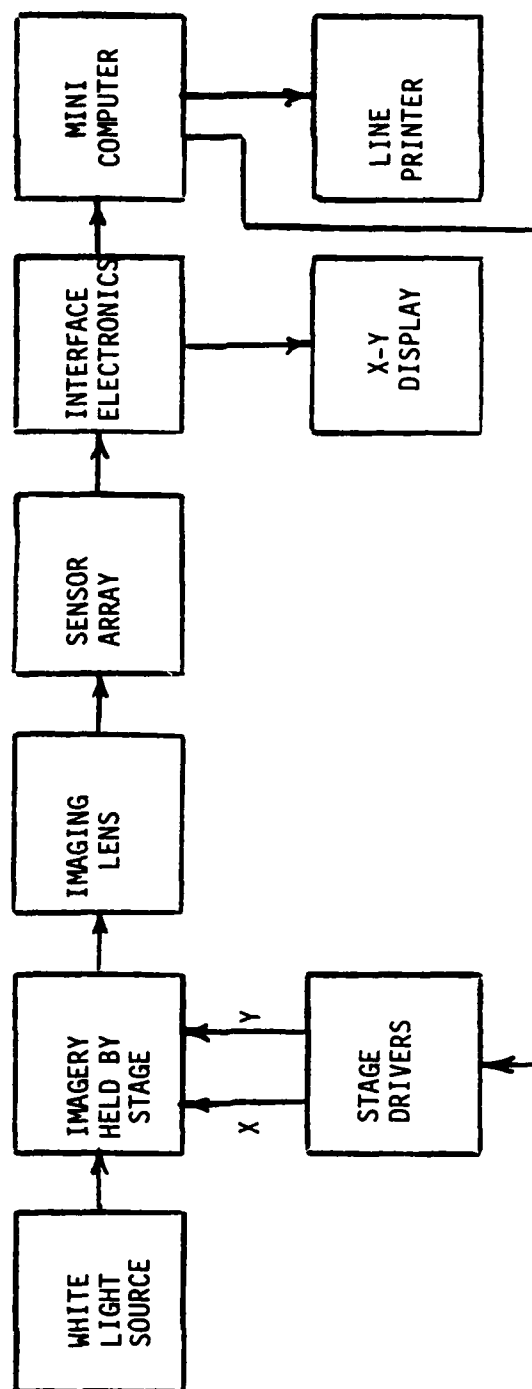 WHITE
LIGHT
SOURCE
IMAGERY
HELD BY
STAGE
IMAGING
LENS
SENSOR
ARRAY
INTERFACE
ELECTRONICS
MINI
COMPUTER
X
Y
STAGE
DRIVERS
X-Y
DISPLAY
LINE
PRINTER